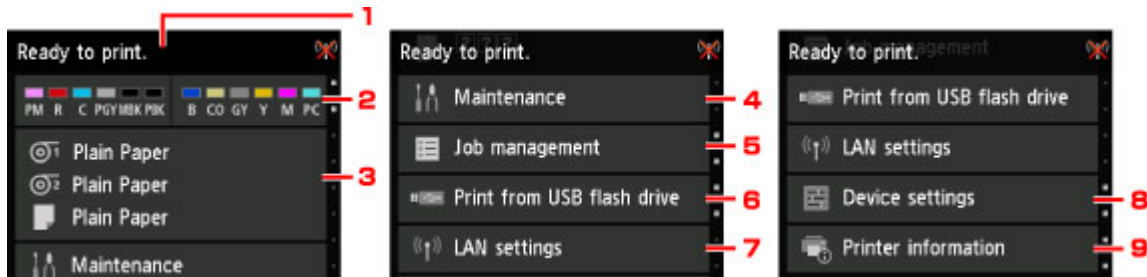 1
Ready to print.
PM R C PGY MBK PBK B CO GY Y M PC
2
1 Plain Paper
2 Plain Paper
3
Plain Paper
Maintenance
Ready to print.
Maintenance
4
Job management
5
Print from USB flash drive
6
LAN settings
7
Job management
Ready to print.
Print from USB flash drive
LAN settings
Device settings
8
Printer information
9